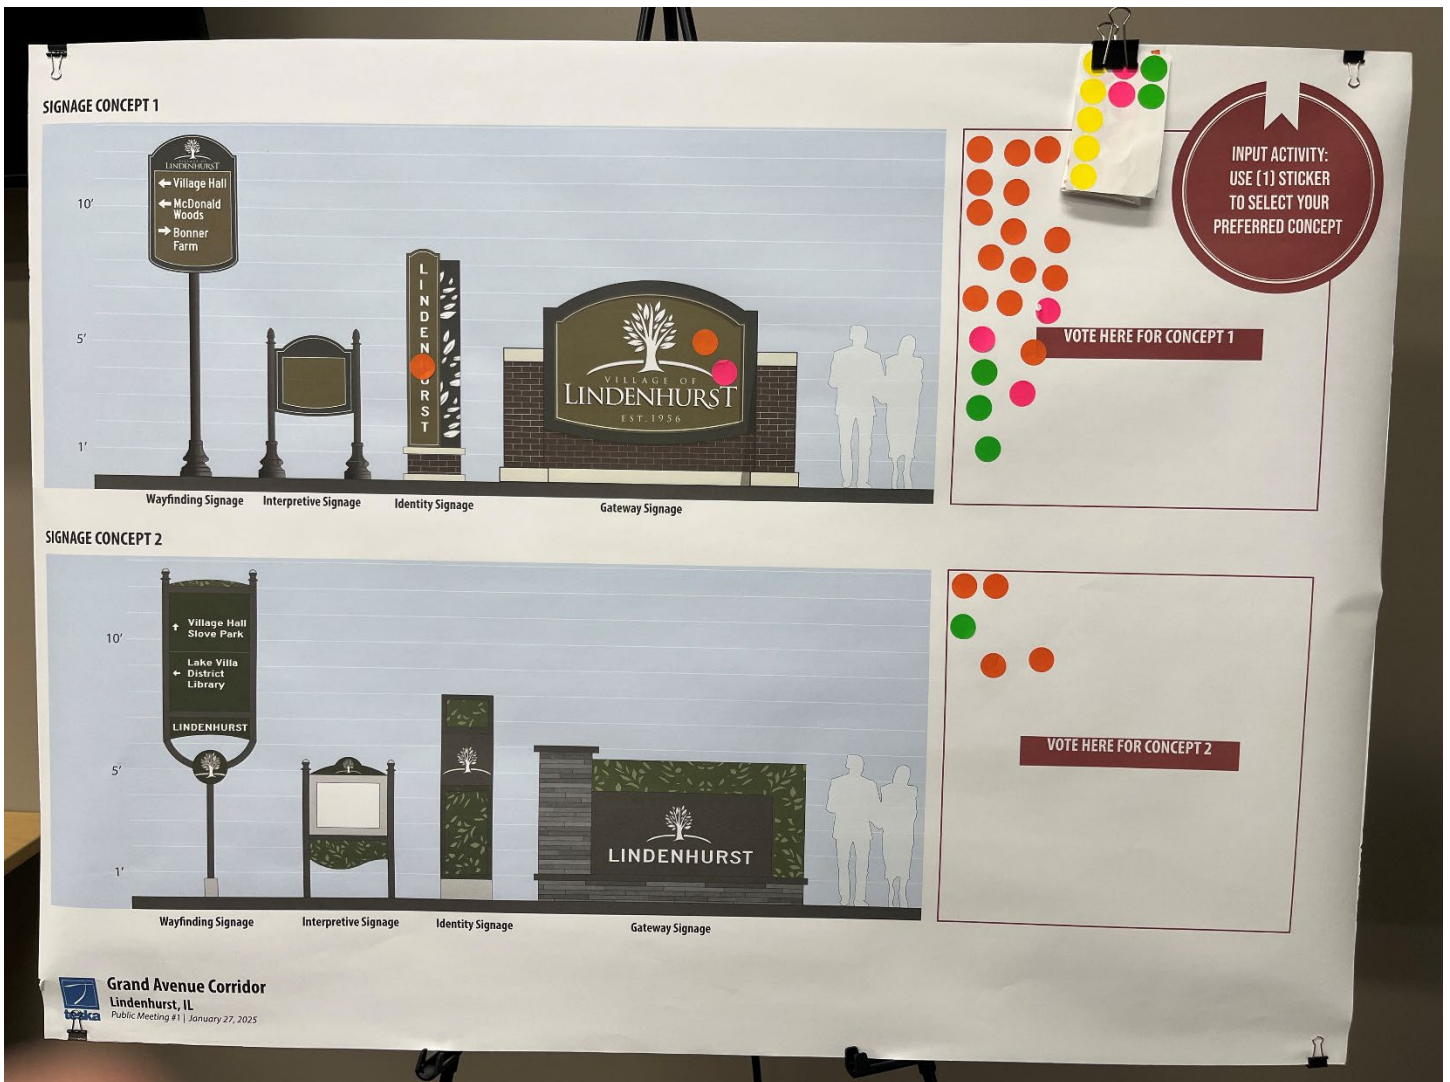 SIGNAGE CONCEPT 1
LINDENHURST
Village Hall
McDonald
Woods
Bonner
Farm
10'
5'
1'
LINDENHURST
VILLAGE OF
LINDENHURST
EST. 1956
Wayfinding Signage
Interpretive Signage
Identity Signage
Gateway Signage
INPUT ACTIVITY:
USE (1) STICKER
TO SELECT YOUR
PREFERRED CONCEPT
VOTE HERE FOR CONCEPT 1
SIGNAGE CONCEPT 2
Village Hall
Slove Park
Lake Villa
District
Library
LINDENHURST
10'
5'
1'
LINDENHURST
Wayfinding Signage
Interpretive Signage
Identity Signage
Gateway Signage
VOTE HERE FOR CONCEPT 2
teska
Grand Avenue Corridor
Lindenhurst, IL
Public Meeting #1 | January 27, 2025